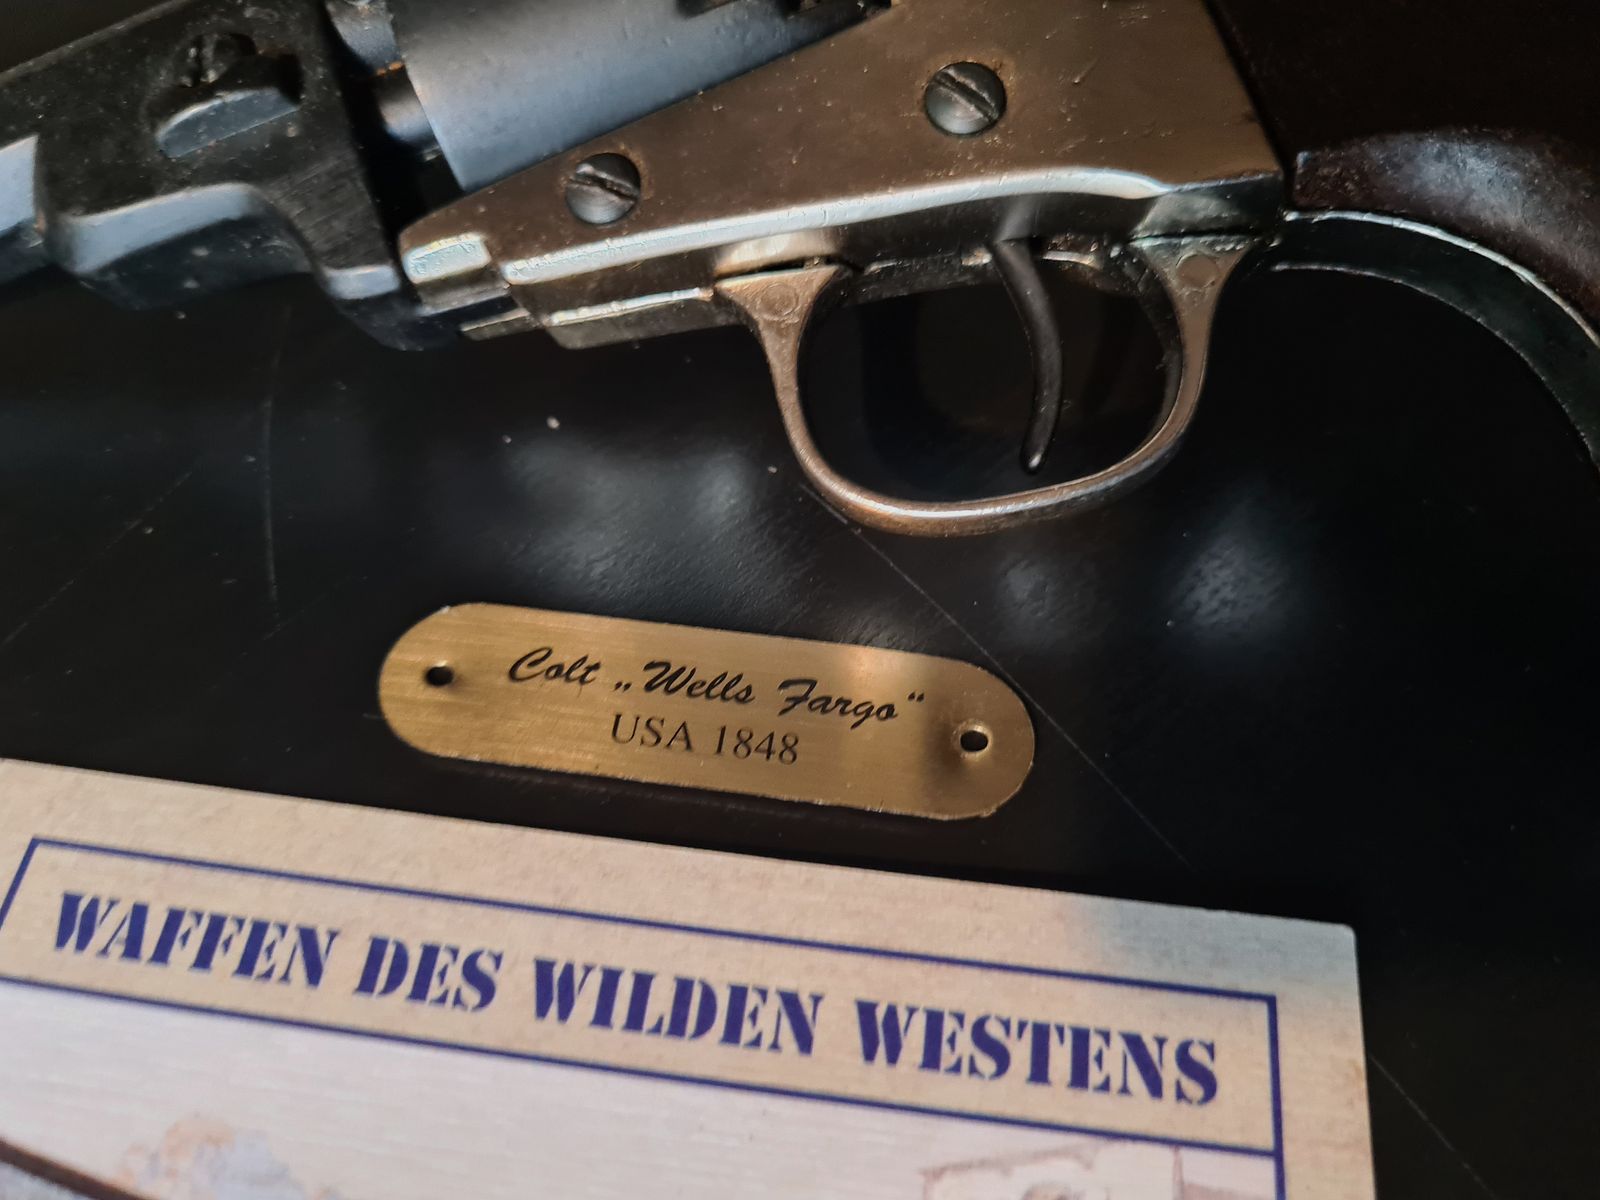 Colt „Wells Fargo“
USA 1848
WAFFEN DES WILDEN WESTENS